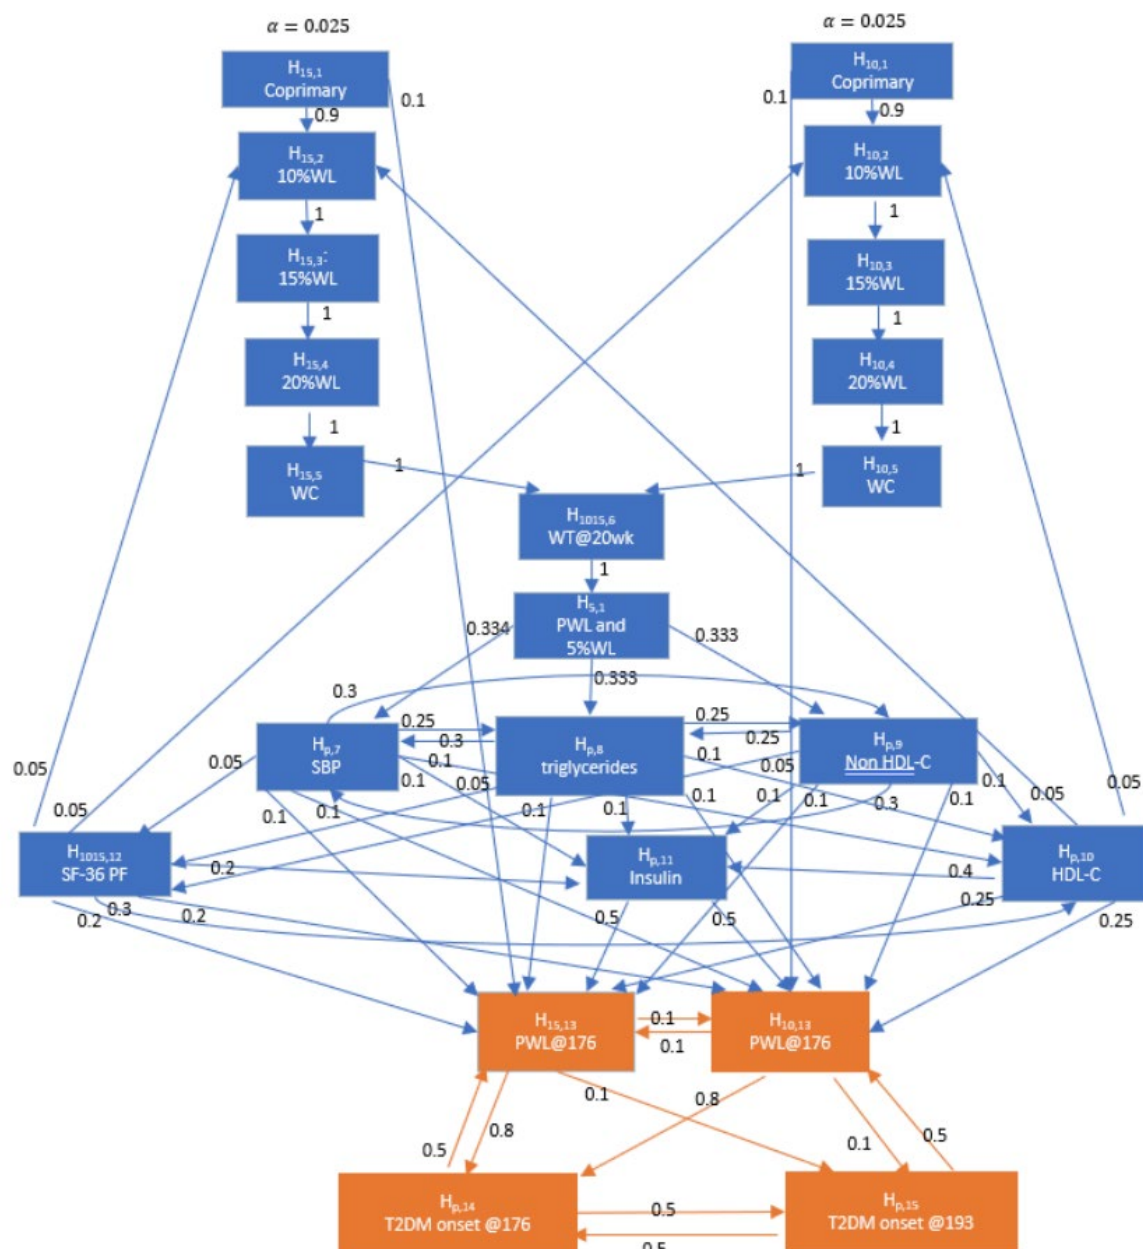 α = 0.025
α = 0.025
H15,1
Coprimary
H10,1
Coprimary
0.1
0.1
0.9
0.9
H15,2
10%WL
H10,2
10%WL
1
1
H15,3:
15%WL
H10,3
15%WL
1
1
H15,4
20%WL
H10,4
20%WL
1
1
H15,5
WC
H10,5
WC
1
1
H1015,6
WT@20wk
1
H5,1
PWL and
5%WL
0.334
0.333
0.333
0.3
0.25
0.25
Hp,7
SBP
Hp,8
triglycerides
Hp,9
Non HDL-C
0.3
0.25
0.05
0.05
0.1
0.1
0.05
0.1
0.05
0.05
0.1
0.05
0.1
0.1
0.1
0.1
0.1
0.1
0.1
0.3
0.1
0.1
H1015,12
SF-36 PF
0.2
Hp,11
Insulin
0.4
Hp,10
HDL-C
0.2
0.3
0.2
0.5
0.5
0.25
0.25
H15,13
PWL@176
0.1
0.1
H10,13
PWL@176
0.5
0.8
0.1
0.8
0.1
0.5
Hp,14
T2DM onset @176
0.5
0.5
Hp,15
T2DM onset @193